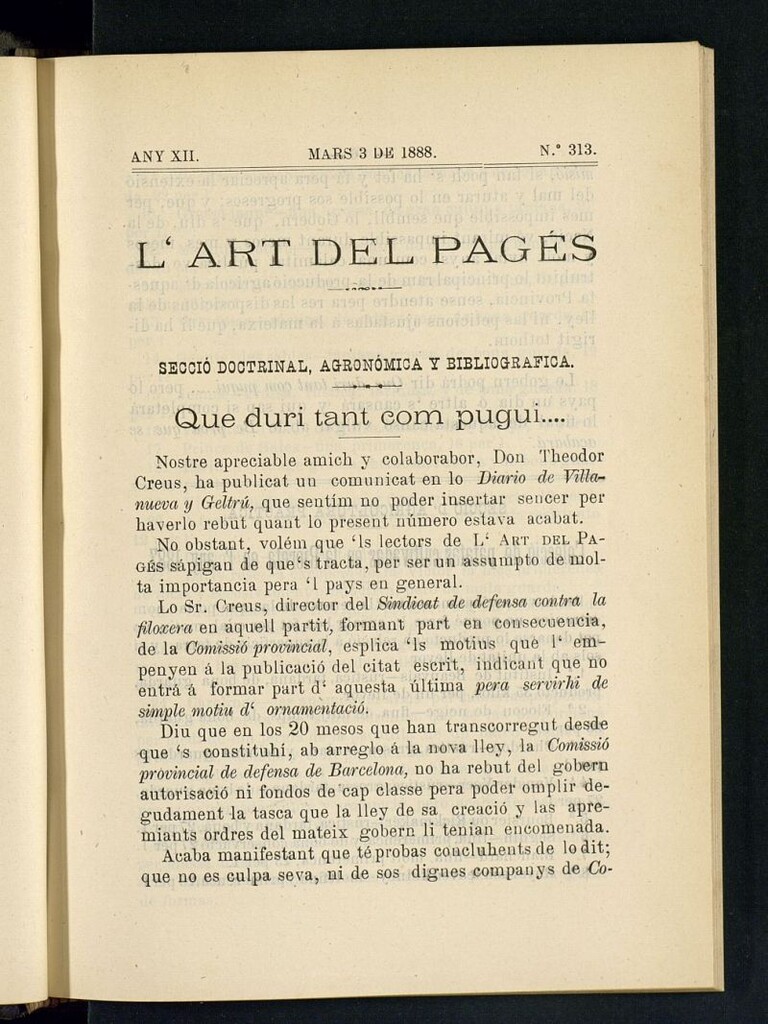 ANY XII. MARS 3 DE 1888. N.º 313.
L‘ ART DEL PAGÉS
SECCIÓ DOCTRINAL, AGRONÓMICA Y BIBLIOGRAFICA.
Que duri tant com pugui....
Nostre apreciable amich y colaborabor, Don Theodor
Creus, ha publicat un comunicat en lo Diario de Villa-
nueva y Geltrú, que sentím no poder insertar sencer per
haverlo rebut quant lo present número estava acabat.
No obstant, volém que ‘ls lectors de L‘ ART DEL PA-
GÉS sápigan de que‘s tracta, per ser un assumpto de mol-
ta importancia pera ‘l pays en general.
Lo Sr. Creus, director del Sindicat de defensa contra la
filoxera en aquell partit, formant part en consecuencia,
de la Comissió provincial, esplica ‘ls motius que l‘ em-
penyen á la publicació del citat escrit, indicant que no
entrá á formar part d‘ aquesta última pera servirhi de
simple motiu d‘ ornamentació.
Diu que en los 20 mesos que han transcorregut desde
que ‘s constituhí, ab arreglo á la nova lley, la Comissió
provincial de defensa de Barcelona, no ha rebut del gobern
autorisació ni fondos de cap classe pera poder omplir de-
gudament la tasca que la lley de sa creació y las apre-
miants ordres del mateix gobern li tenian encomenada.
Acaba manifestant que té probas concluhents de lo dit;
que no es culpa seva, ni de sos dignes companys de Co-